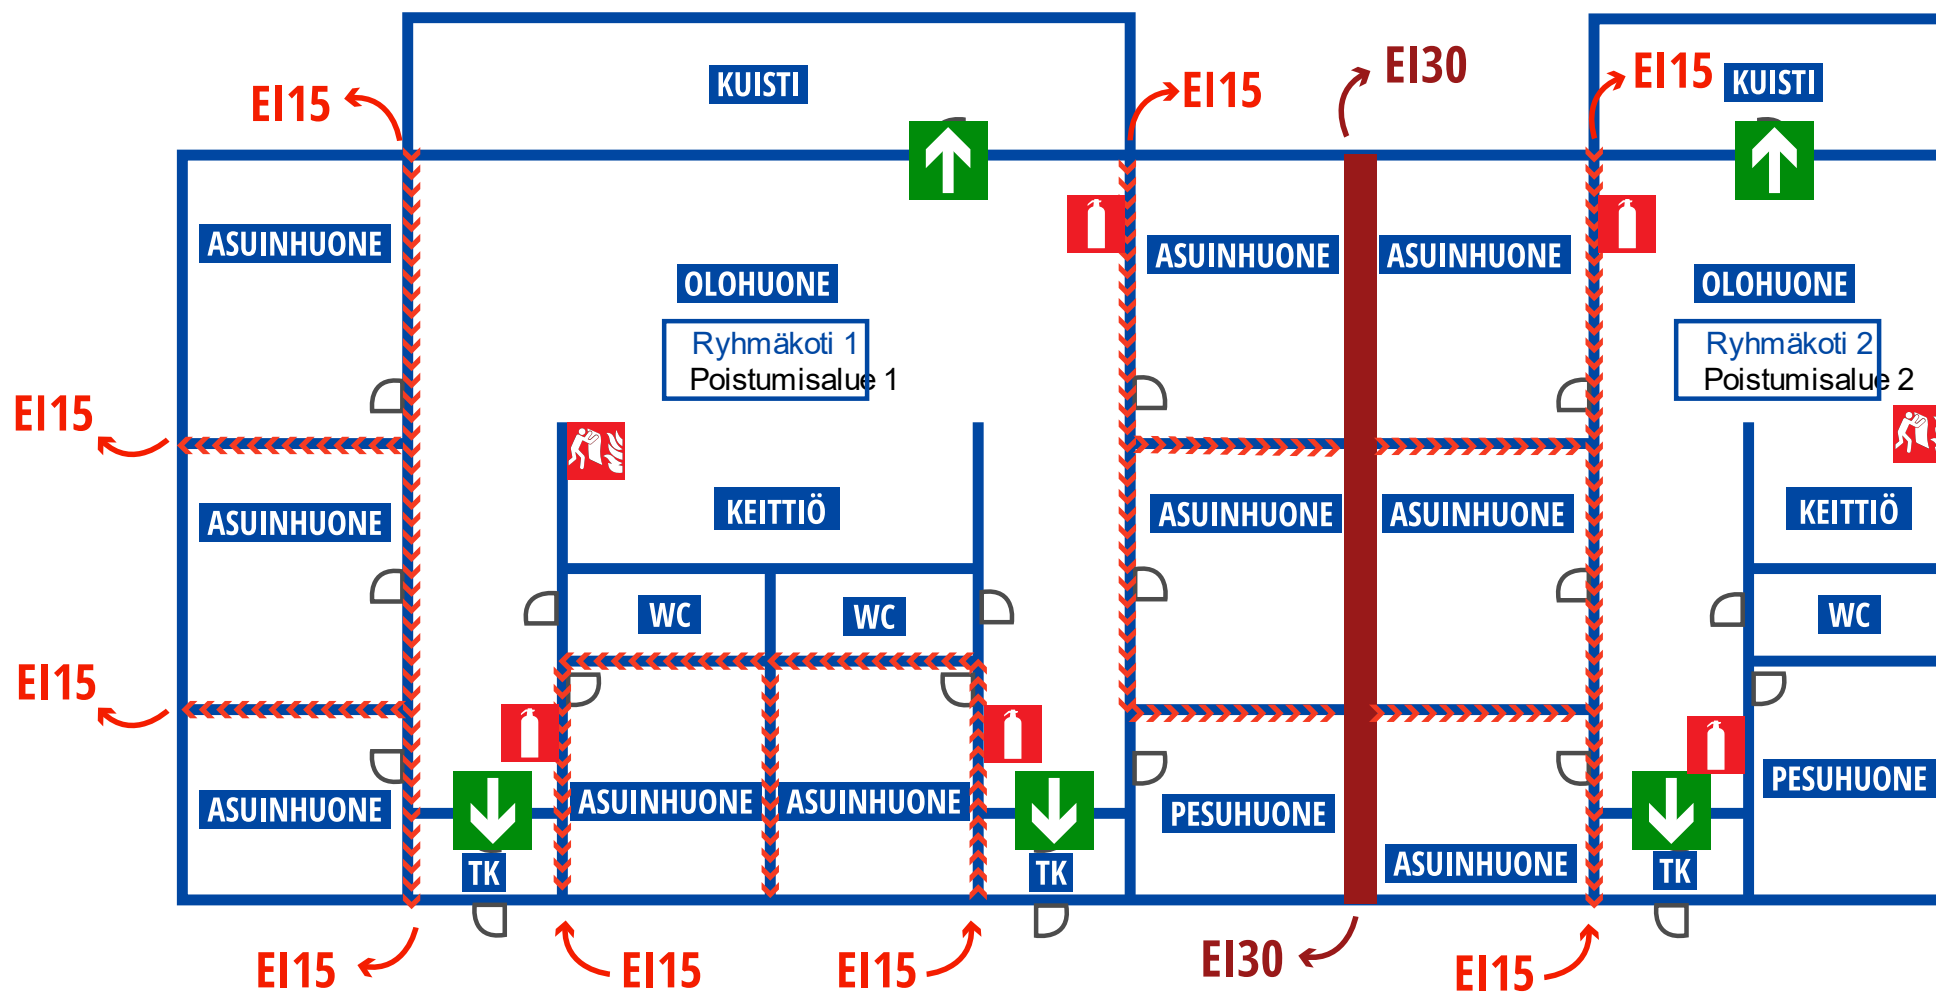 EI15
KUISTI
EI15
EI30
EI15
KUISTI
ASUINHUONE
ASUINHUONE
ASUINHUONE
OLOHUONE
OLOHUONE
Ryhmäkoti 1
Poistumisalue 1
Ryhmäkoti 2
Poistumisalue 2
EI15
ASUINHUONE
KEITTIÖ
ASUINHUONE
ASUINHUONE
KEITTIÖ
WC
WC
WC
EI15
ASUINHUONE
ASUINHUONE
ASUINHUONE
PESUHUONE
PESUHUONE
TK
TK
ASUINHUONE
TK
EI15
EI15
EI15
EI30
EI15